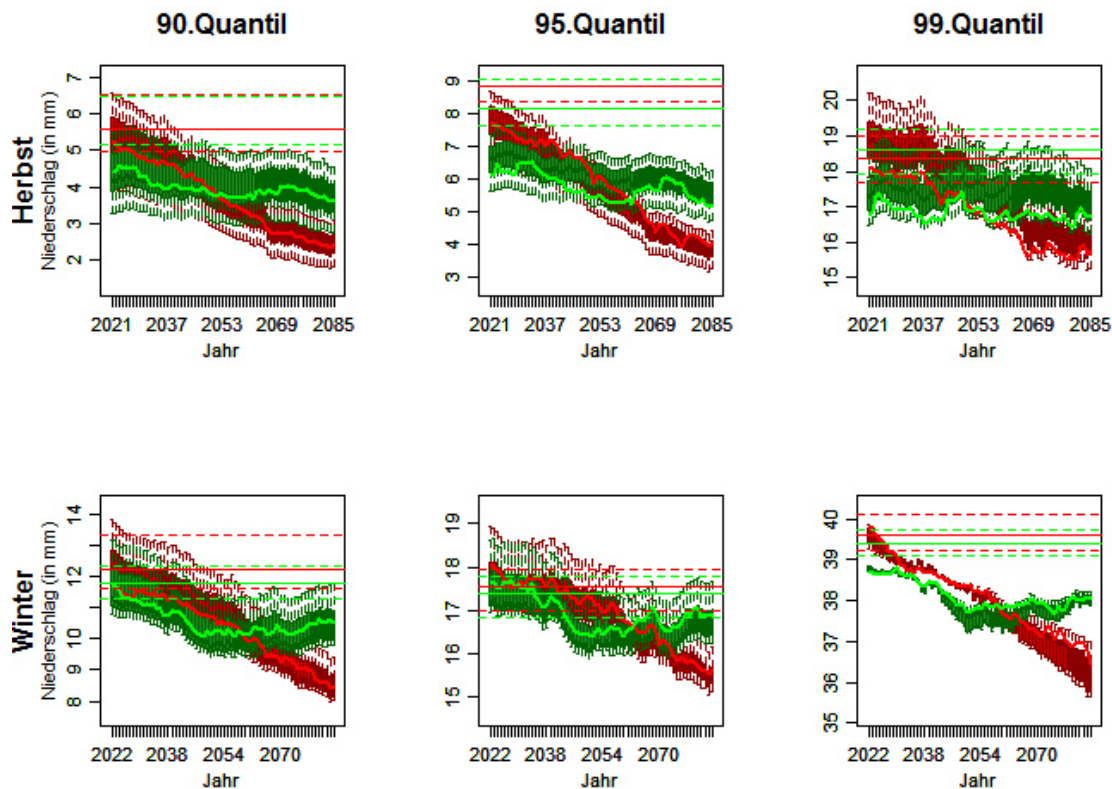 90.Quantil 95.Quantil 99.Quantil
Herbst
Niederschlag (in mm)
7
6
5
4
3
2
2021 2037 2053 2069 2085
Jahr
9
8
7
6
5
4
3
2021 2037 2053 2069 2085
Jahr
20
19
18
17
16
15
2021 2037 2053 2069 2085
Jahr
Winter
Niederschlag (in mm)
14
12
10
9
8
2022 2038 2054 2070
Jahr
19
18
17
16
15
2022 2038 2054 2070
Jahr
40
39
38
37
36
35
2022 2038 2054 2070
Jahr